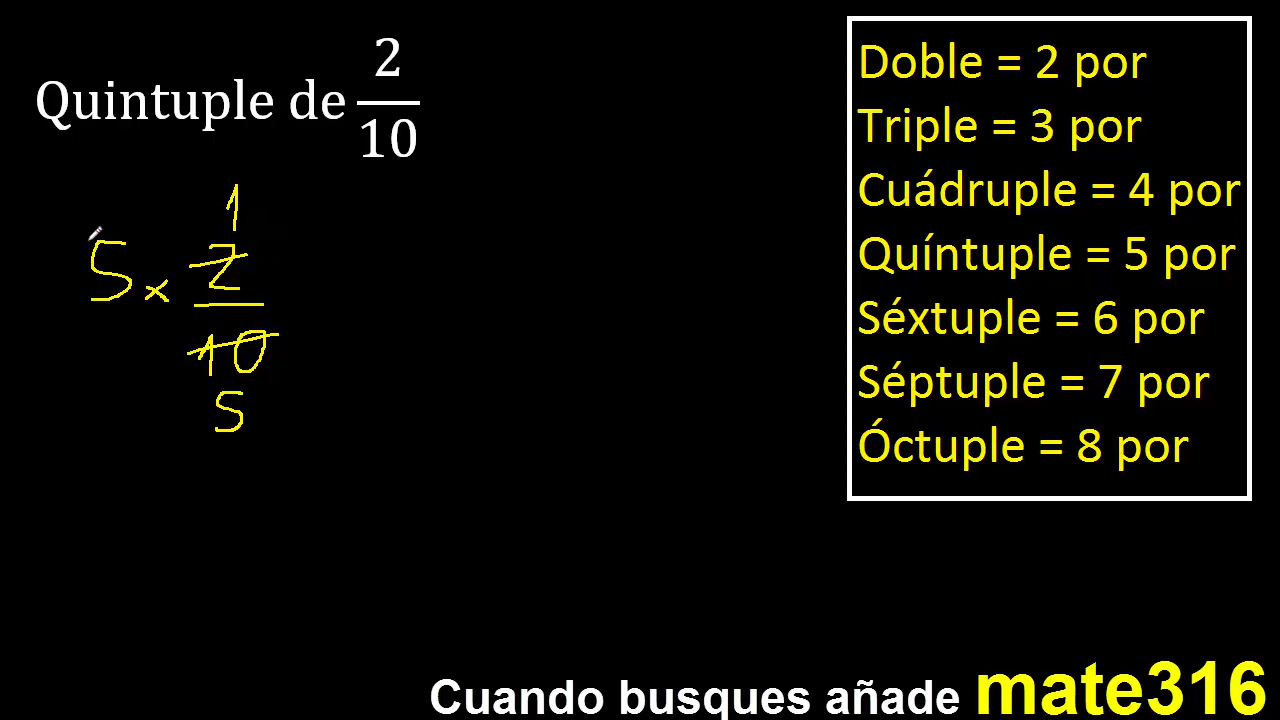 Quintuple de 2/10
1
5 x 2/10
5
Doble = 2 por
Triple = 3 por
Cuádruple = 4 por
Quíntuple = 5 por
Séxtuple = 6 por
Séptuple = 7 por
Óctuple = 8 por
Cuando busques añade mate316